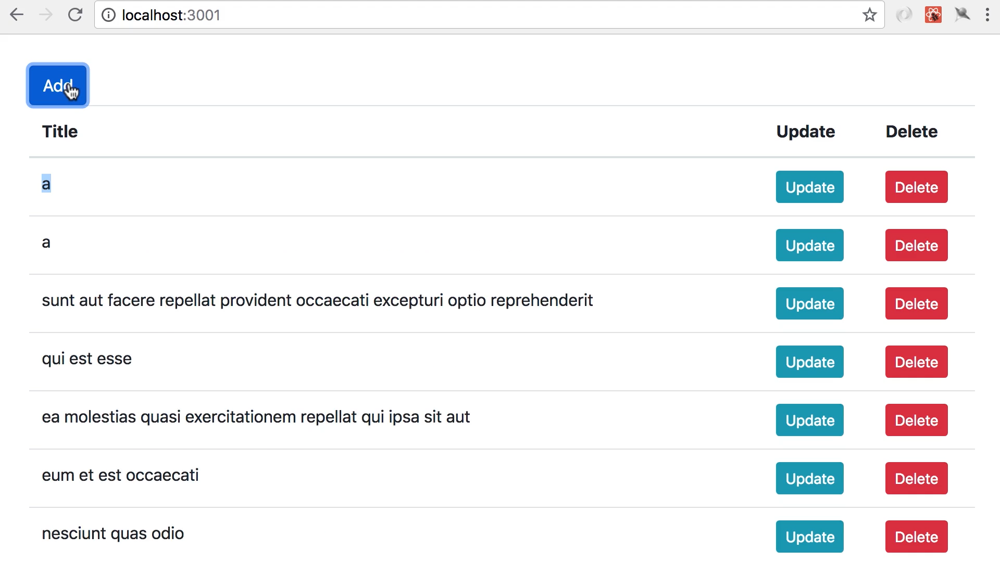 localhost:3001
Add
Title Update Delete
a Update Delete
a Update Delete
sunt aut facere repellat provident occaecati excepturi optio reprehenderit Update Delete
qui est esse Update Delete
ea molestias quasi exercitationem repellat qui ipsa sit aut Update Delete
eum et est occaecati Update Delete
nesciunt quas odio Update Delete